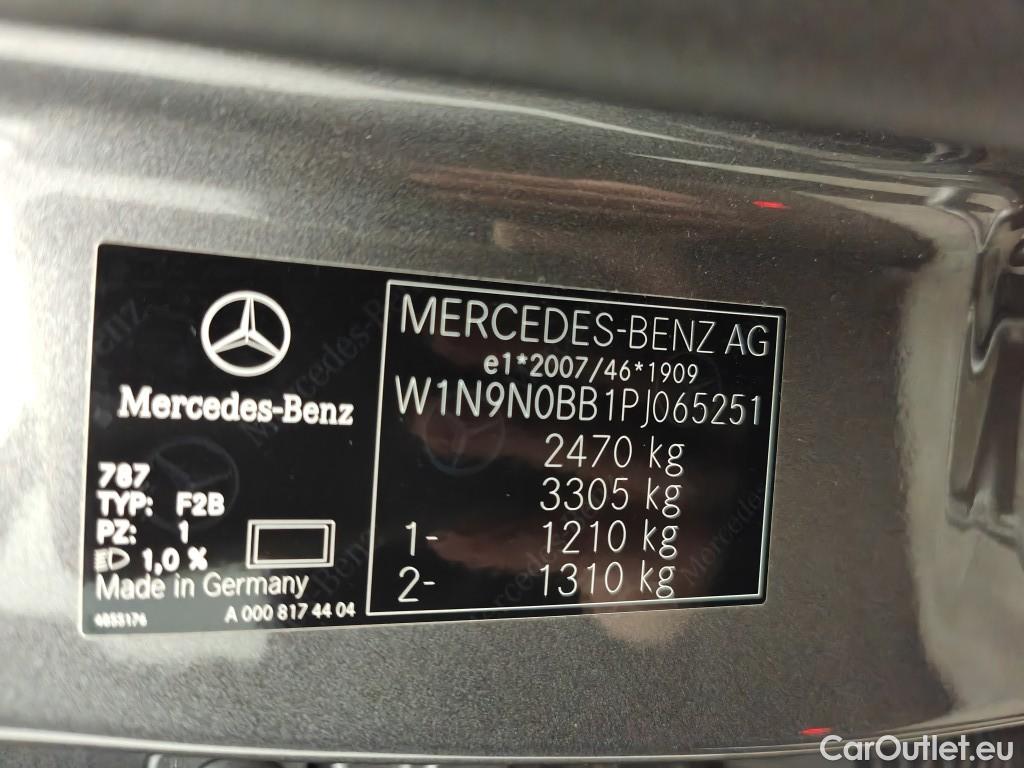 Mercedes-Benz
787
TYP: F2B
PZ: 1
1,0 %
Made in Germany
A 000 817 44 04
MERCEDES-BENZ AG
e1*2007/46*1909
W1N9N0BB1PJ065251
2470 kg
3305 kg
1- 1210 kg
2- 1310 kg
CarOutlet.eu